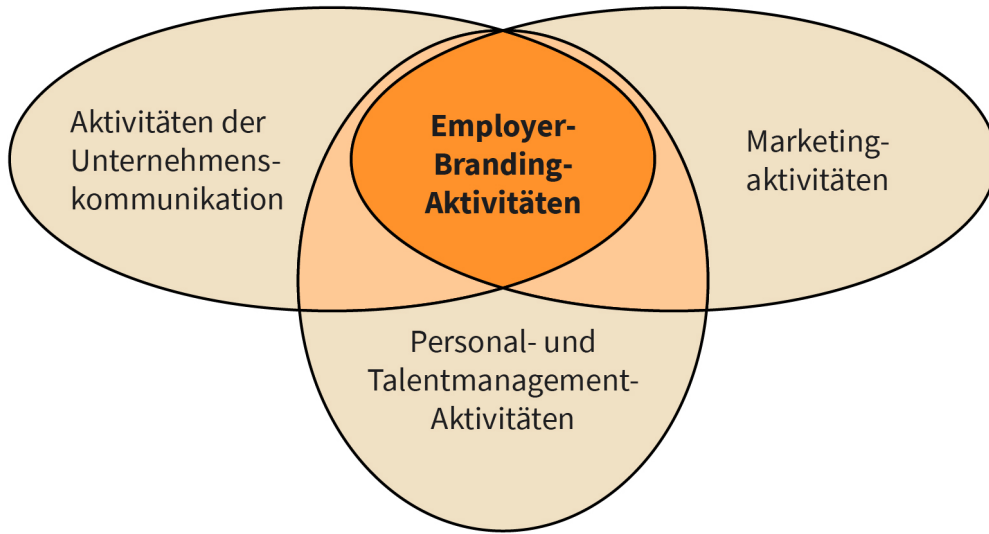 Aktivitäten der
Unternehmens-
kommunikation
Employer-
Branding-
Aktivitäten
Marketing-
aktivitäten
Personal- und
Talentmanagement-
Aktivitäten